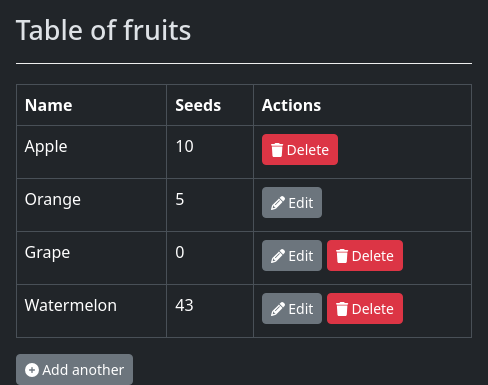 Table of fruits
Name Seeds Actions
Apple 10 Delete
Orange 5 Edit
Grape 0 Edit Delete
Watermelon 43 Edit Delete
Add another